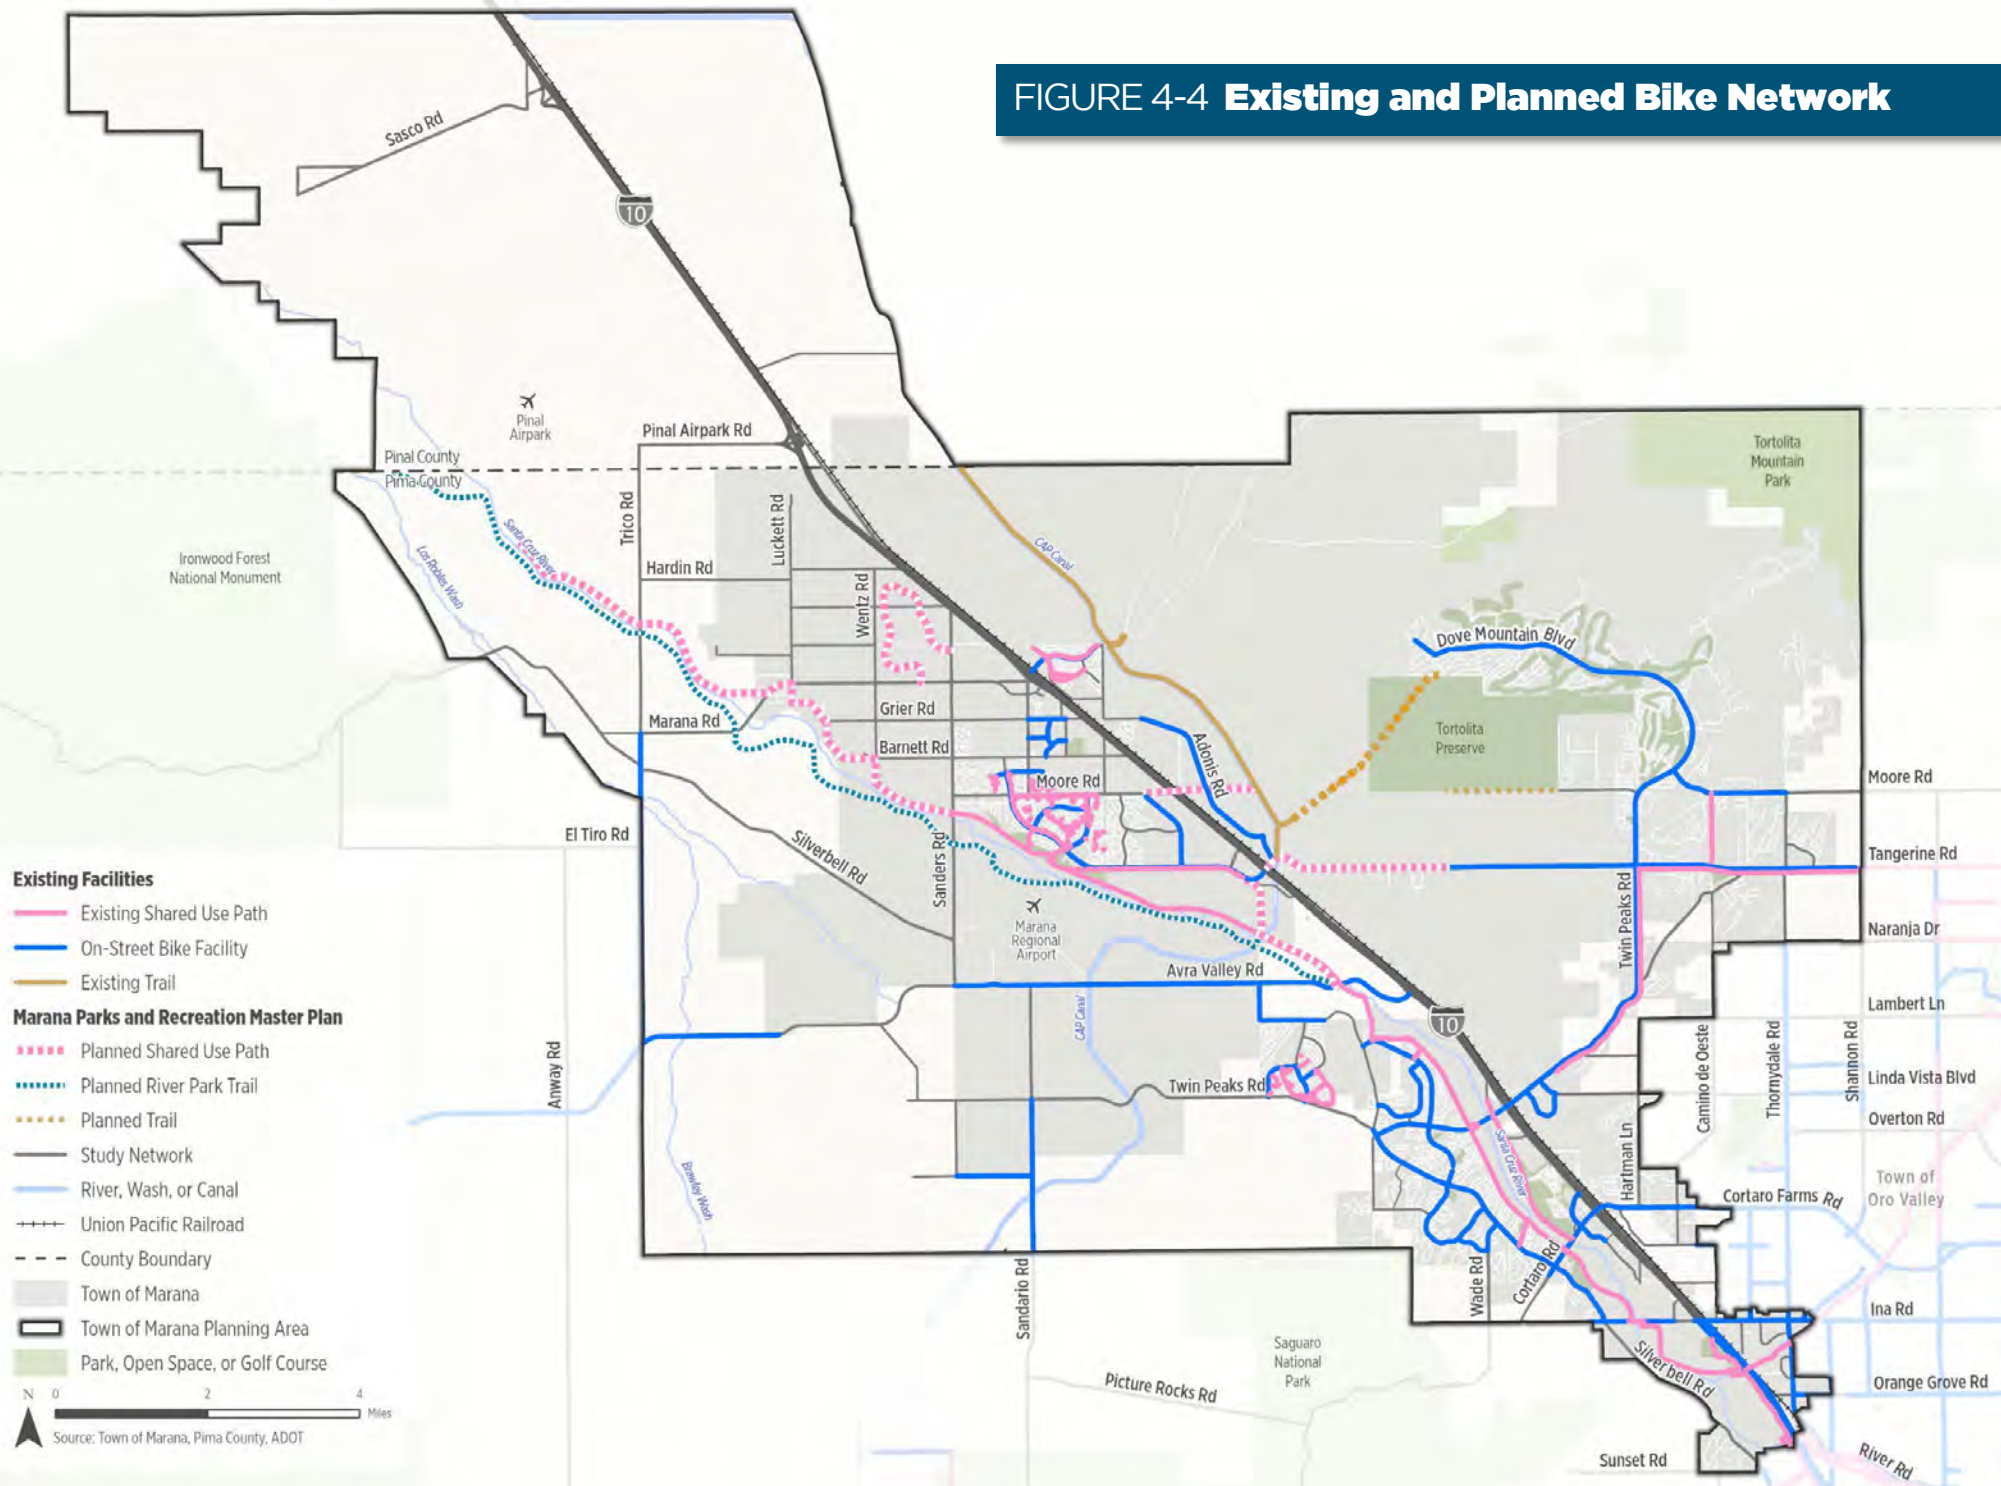 FIGURE 4-4 Existing and Planned Bike Network
Sasco Rd
10
Pinal
Airpark
Pinal Airpark Rd
Pinal County
Pima County
Tortolita
Mountain
Park
Trico Rd
Luckett Rd
Santa Cruz River
Los Robles Wash
CAP Canal
Ironwood Forest
National Monument
Hardin Rd
Wentz Rd
Dove Mountain Blvd
Marana Rd
Grier Rd
Barnett Rd
Adonis Rd
Tortolita
Preserve
Moore Rd
Moore Rd
El Tiro Rd
Silverbell Rd
Sanders Rd
Tangerine Rd
Twin Peaks Rd
Marana
Regional
Airport
Naranja Dr
Avra Valley Rd
CAP Canal
10
Lambert Ln
Anway Rd
Camino de Oeste
Thornydale Rd
Shannon Rd
Twin Peaks Rd
Linda Vista Blvd
Overton Rd
Hartman Ln
Santa Cruz River
Brawley Wash
Town of
Oro Valley
Cortaro Farms Rd
Sandario Rd
Wade Rd
Cortaro Rd
Ina Rd
Saguaro
National
Park
Silverbell Rd
Picture Rocks Rd
Orange Grove Rd
Sunset Rd
River Rd
Existing Facilities
Existing Shared Use Path
On-Street Bike Facility
Existing Trail
Marana Parks and Recreation Master Plan
Planned Shared Use Path
Planned River Park Trail
Planned Trail
Study Network
River, Wash, or Canal
Union Pacific Railroad
County Boundary
Town of Marana
Town of Marana Planning Area
Park, Open Space, or Golf Course
N 0 2 4
Miles
Source: Town of Marana, Pima County, ADOT